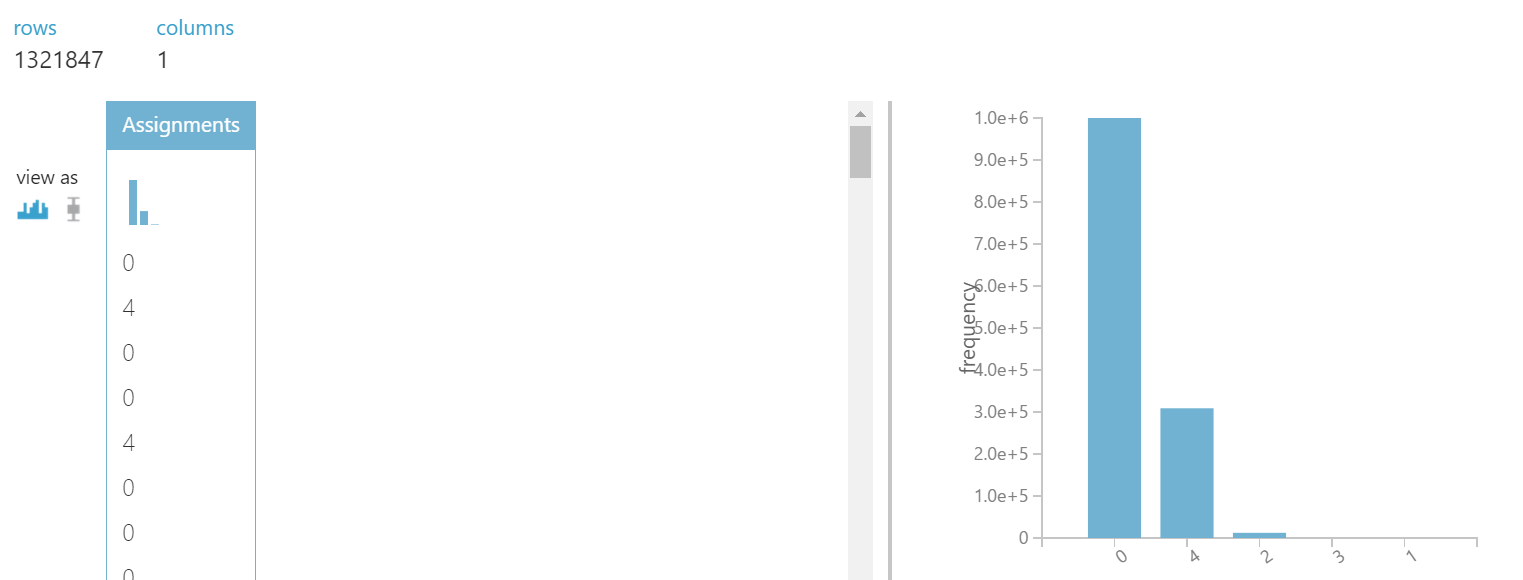 rows columns
1321847 1
Assignments
view as
0
4
0
0
4
0
0
0
1.0e+6
9.0e+5
8.0e+5
7.0e+5
6.0e+5
5.0e+5
4.0e+5
3.0e+5
2.0e+5
1.0e+5
0
frequency
0 4 2 3 1